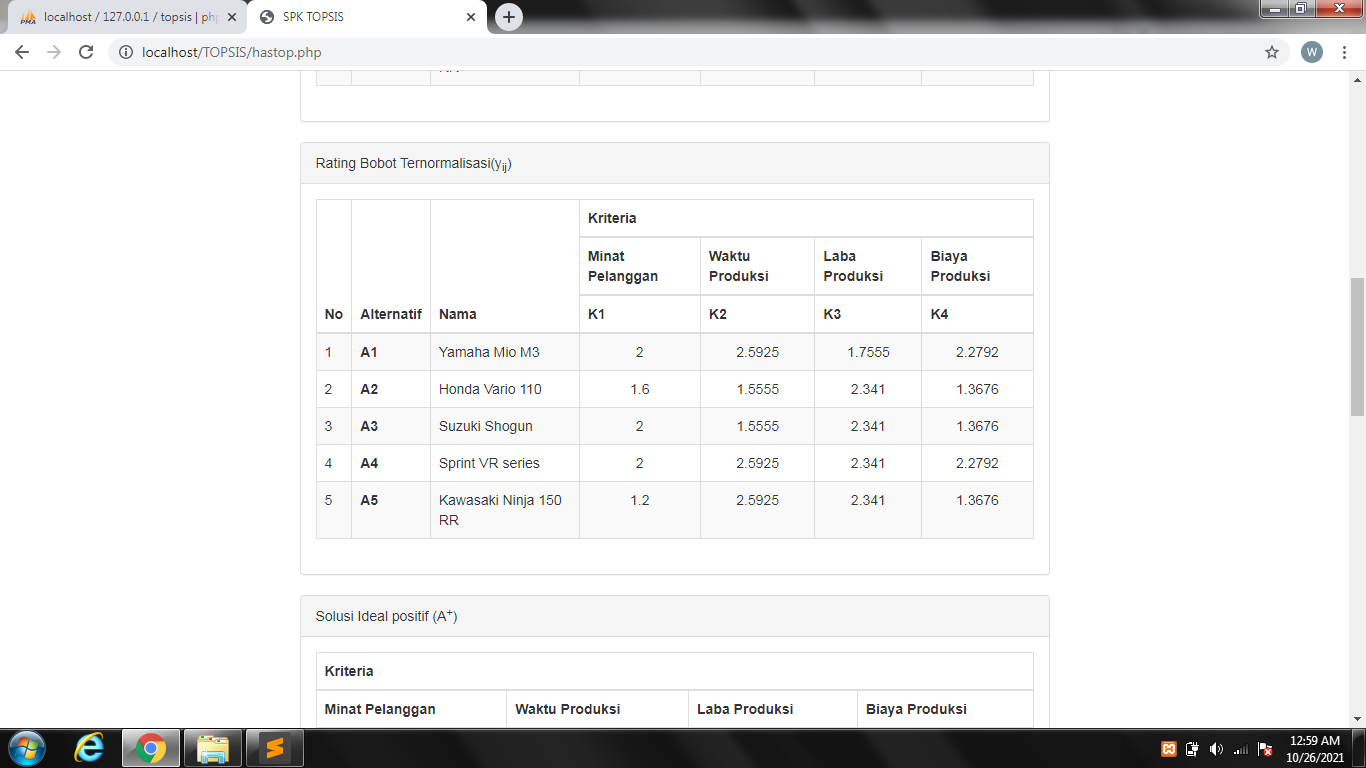 localhost / 127.0.0.1 / topsis | php
SPK TOPSIS
localhost/TOPSIS/hastop.php
W
Rating Bobot Ternormalisasi(yij)
Kriteria
Minat Pelanggan Waktu Produksi Laba Produksi Biaya Produksi
No Alternatif Nama K1 K2 K3 K4
1 A1 Yamaha Mio M3 2 2.5925 1.7555 2.2792
2 A2 Honda Vario 110 1.6 1.5555 2.341 1.3676
3 A3 Suzuki Shogun 2 1.5555 2.341 1.3676
4 A4 Sprint VR series 2 2.5925 2.341 2.2792
5 A5 Kawasaki Ninja 150 RR 1.2 2.5925 2.341 1.3676
Solusi Ideal positif (A+)
Kriteria
Minat Pelanggan Waktu Produksi Laba Produksi Biaya Produksi
12:59 AM
10/26/2021